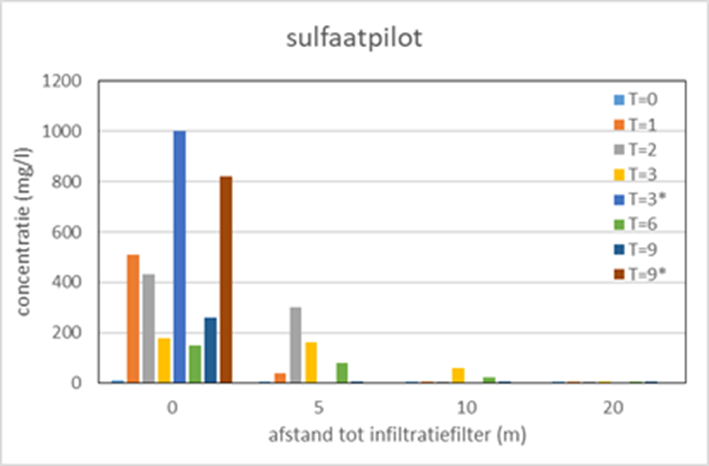 sulfaatpilot
1200
1000
800
600
400
200
0
concentratie (mg/l)
T=0
T=1
T=2
T=3
T=3*
T=6
T=9
T=9*
0 5 10 20
afstand tot infiltratiefilter (m)